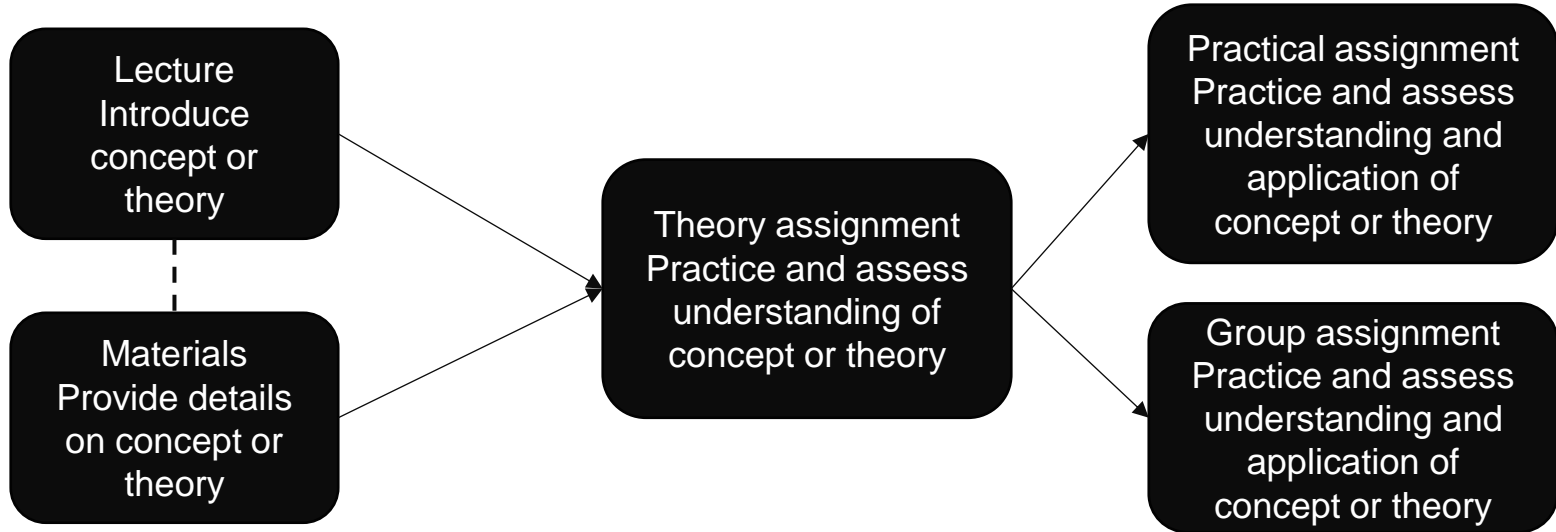 Lecture
Introduce
concept or
theory
Materials
Provide details
on concept or
theory
Theory assignment
Practice and assess
understanding of
concept or theory
Practical assignment
Practice and assess
understanding and
application of
concept or theory
Group assignment
Practice and assess
understanding and
application of
concept or theory